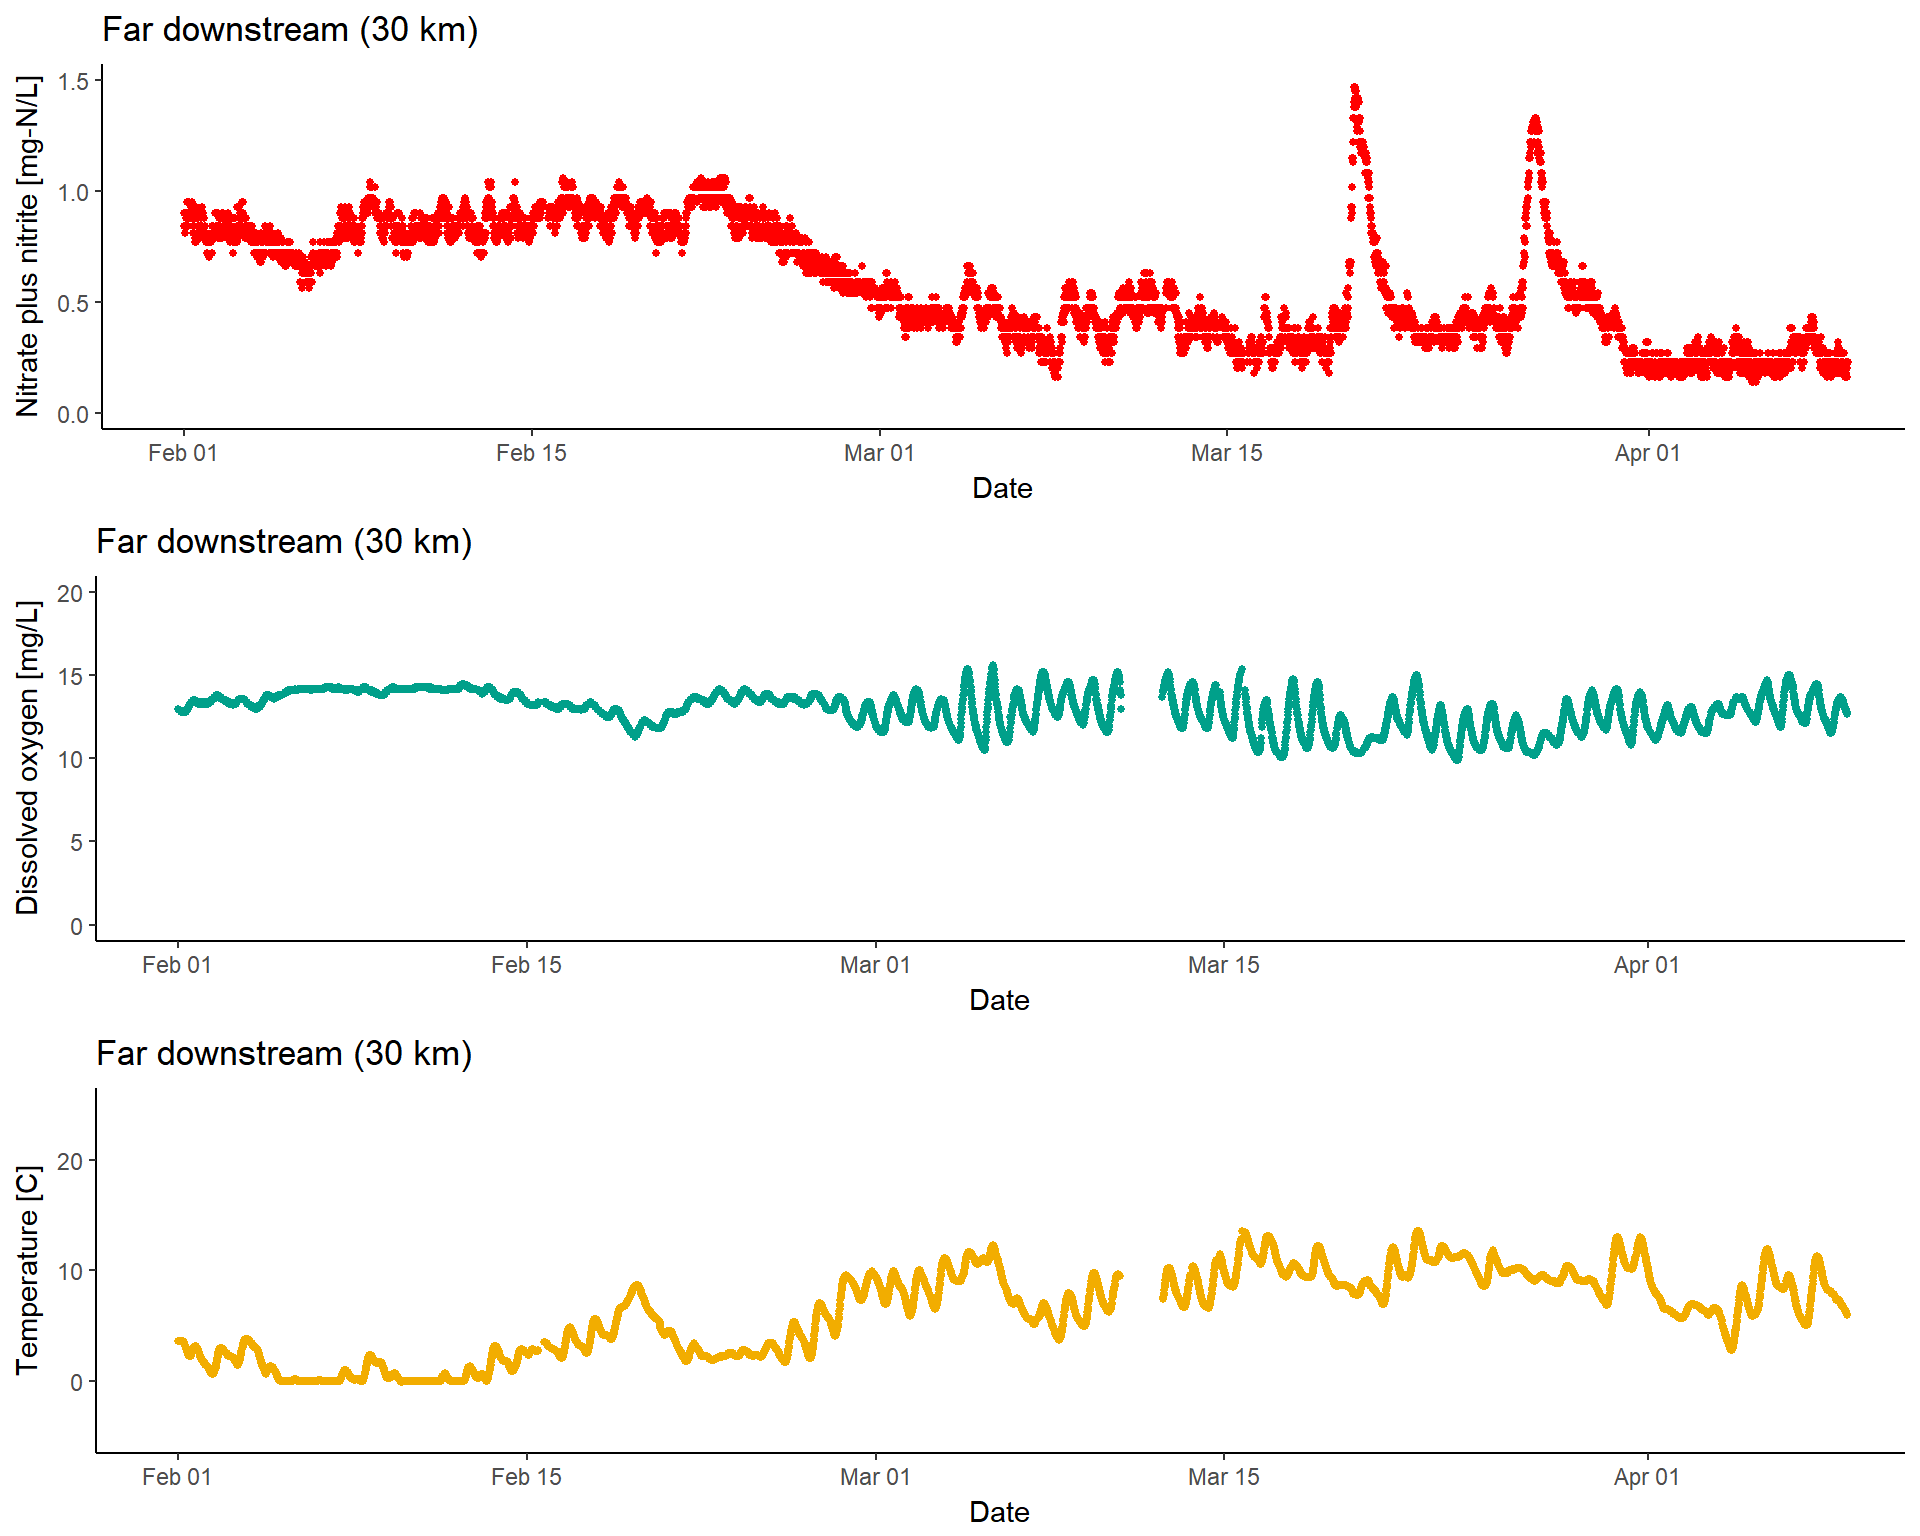 Far downstream (30 km)
Nitrate plus nitrite [mg-N/L]
1.5
1.0
0.5
0.0
Feb 01 Feb 15 Mar 01 Mar 15 Apr 01
Date
Far downstream (30 km)
Dissolved oxygen [mg/L]
20
15
10
5
0
Feb 01 Feb 15 Mar 01 Mar 15 Apr 01
Date
Far downstream (30 km)
Temperature [C]
20
10
0
Feb 01 Feb 15 Mar 01 Mar 15 Apr 01
Date